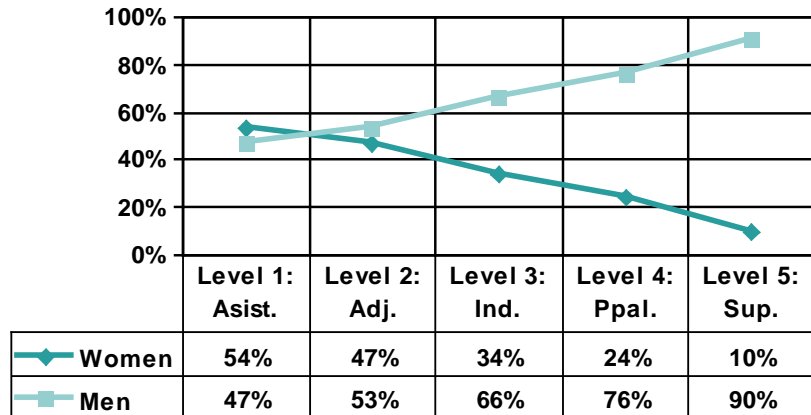 100%
80%
60%
40%
20%
0%
Level 1: Level 2: Level 3: Level 4: Level 5:
Asist. Adj. Ind. Ppal. Sup.
Women 54% 47% 34% 24% 10%
Men 47% 53% 66% 76% 90%